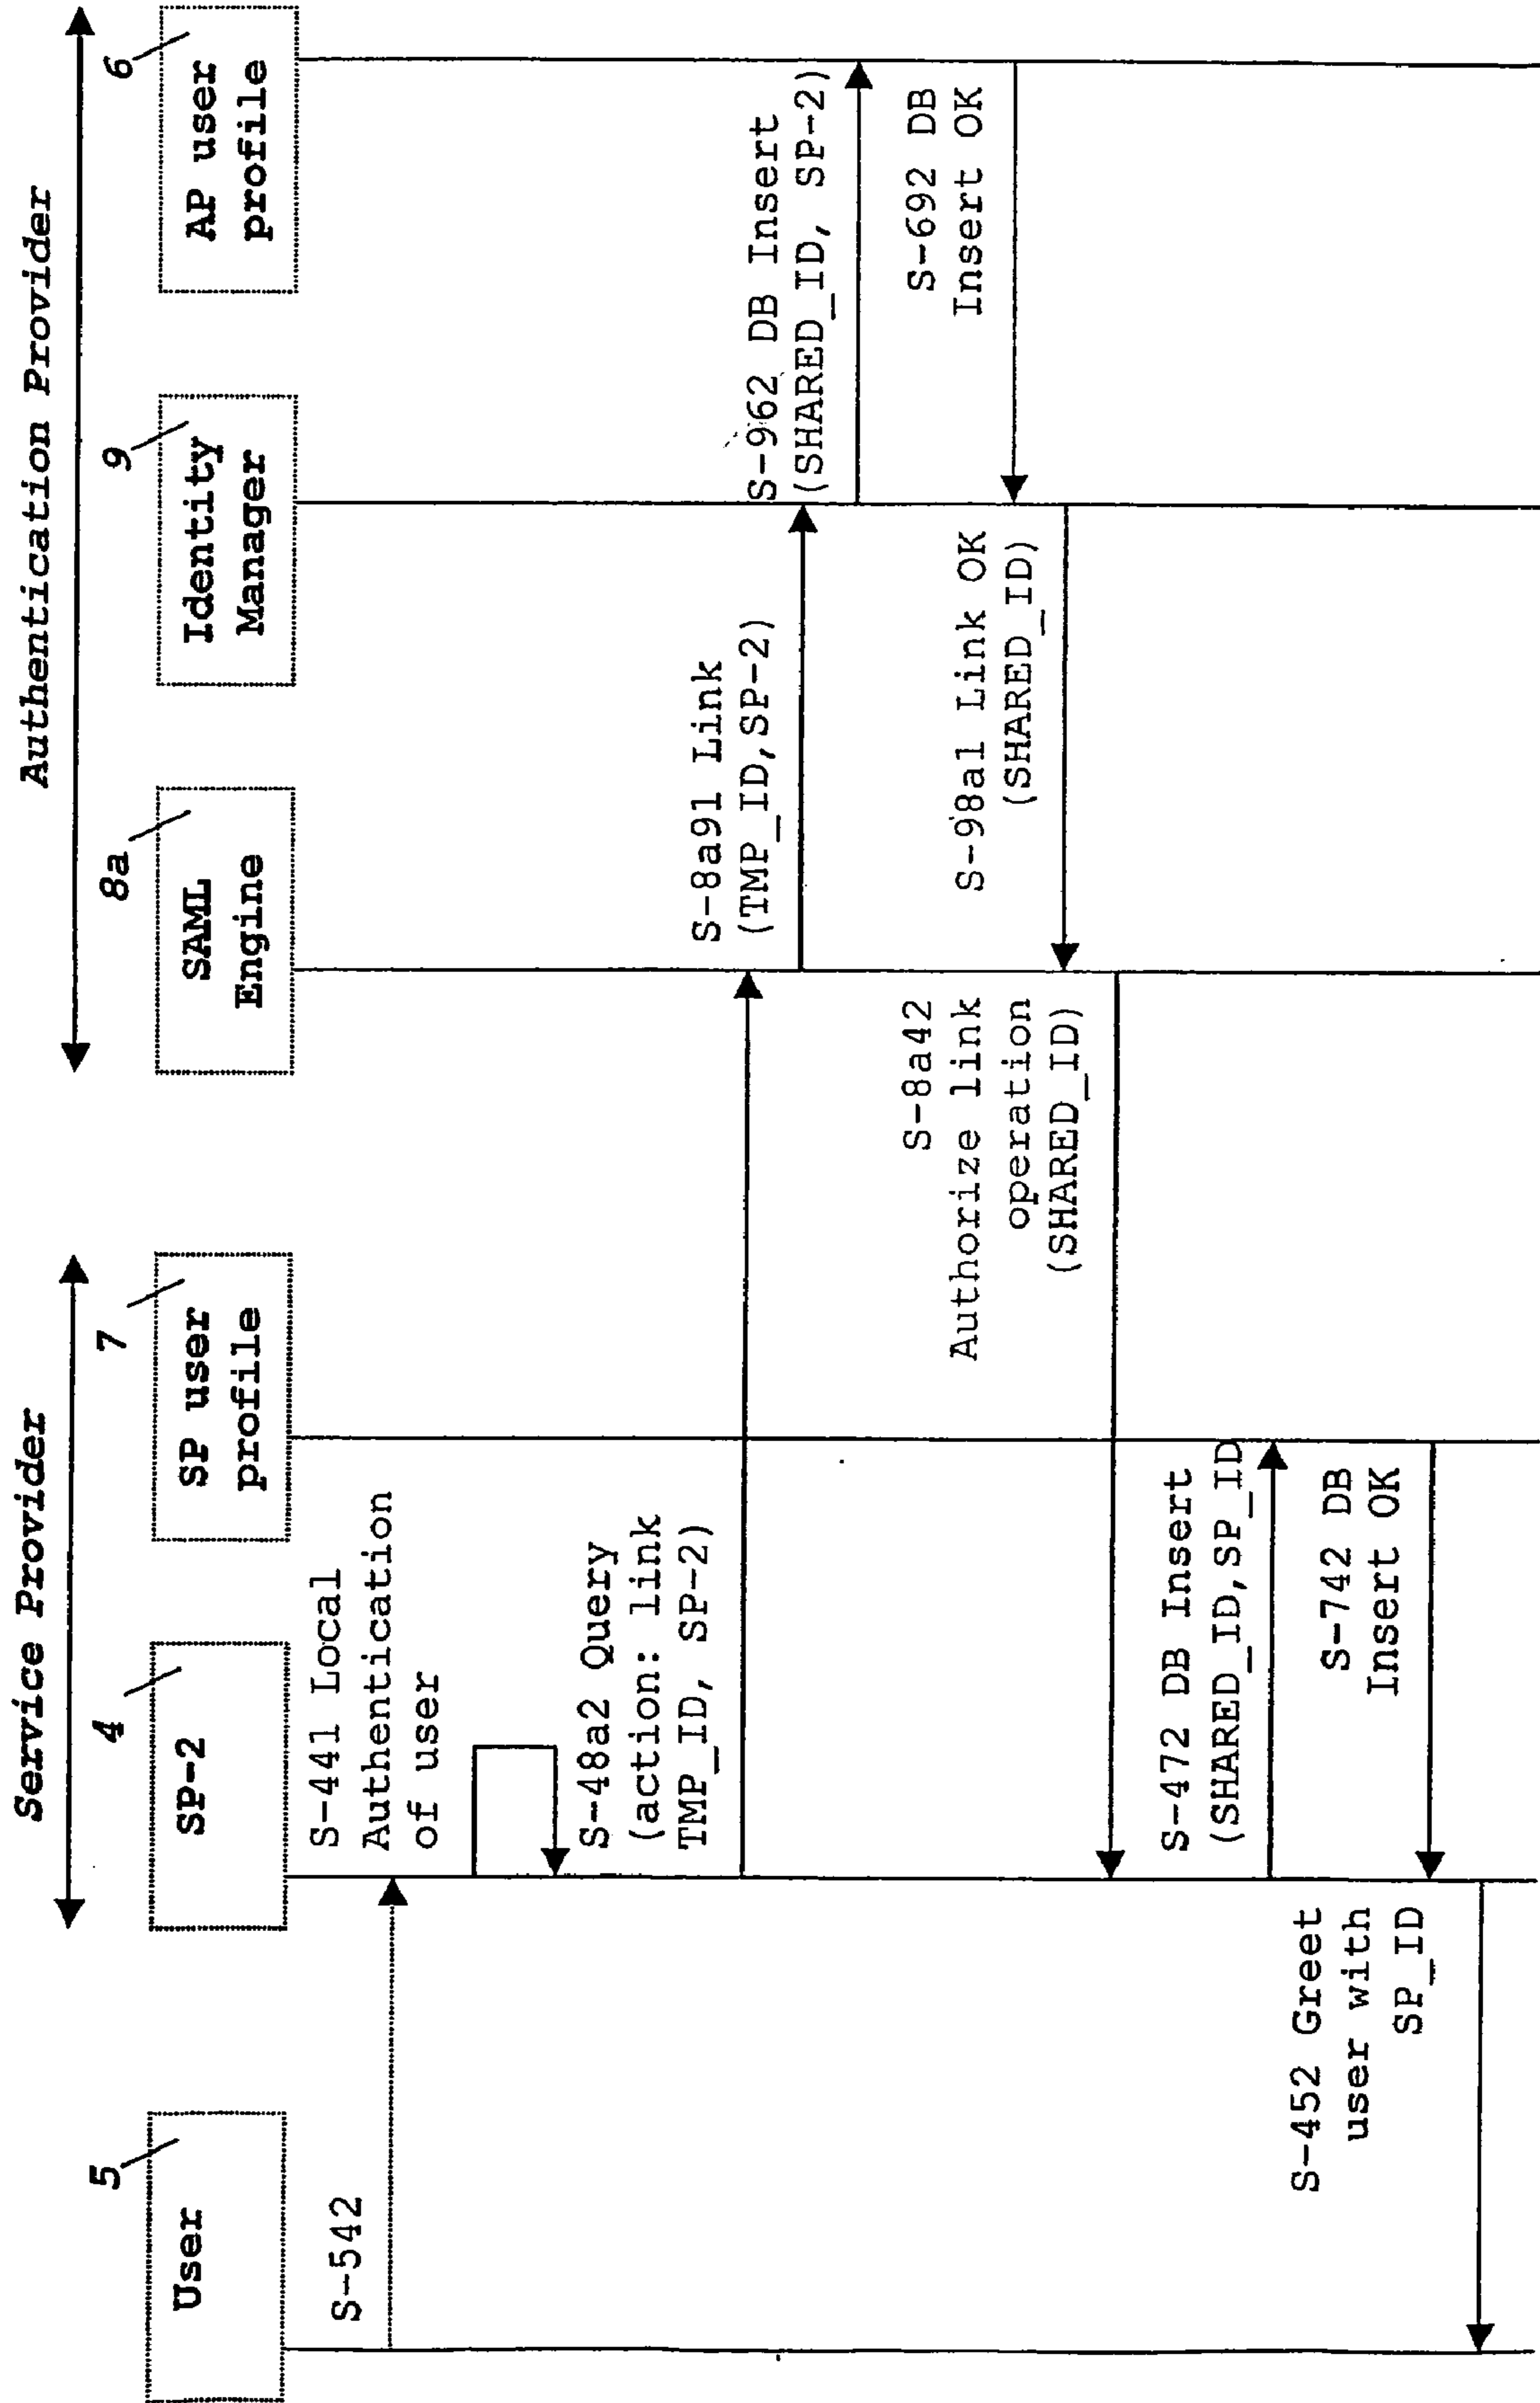 Service Provider
Authentication Provider
5
4
7
8a
9
6
User
SP-2
SP user
profile
SAML
Engine
Identity
Manager
AP user
profile
S-542
S-441 Local
Authentication
of user
S-48a2 Query
(action: link
TMP_ID, SP-2)
S-8a91 Link
(TMP_ID,SP-2)
S-962 DB Insert
(SHARED_ID, SP-2)
S-692 DB
Insert OK
S-98a1 Link OK
(SHARED_ID)
S-8a42
Authorize link
operation
(SHARED_ID)
S-472 DB Insert
(SHARED_ID,SP_ID
S-742 DB
Insert OK
S-452 Greet
user with
SP_ID